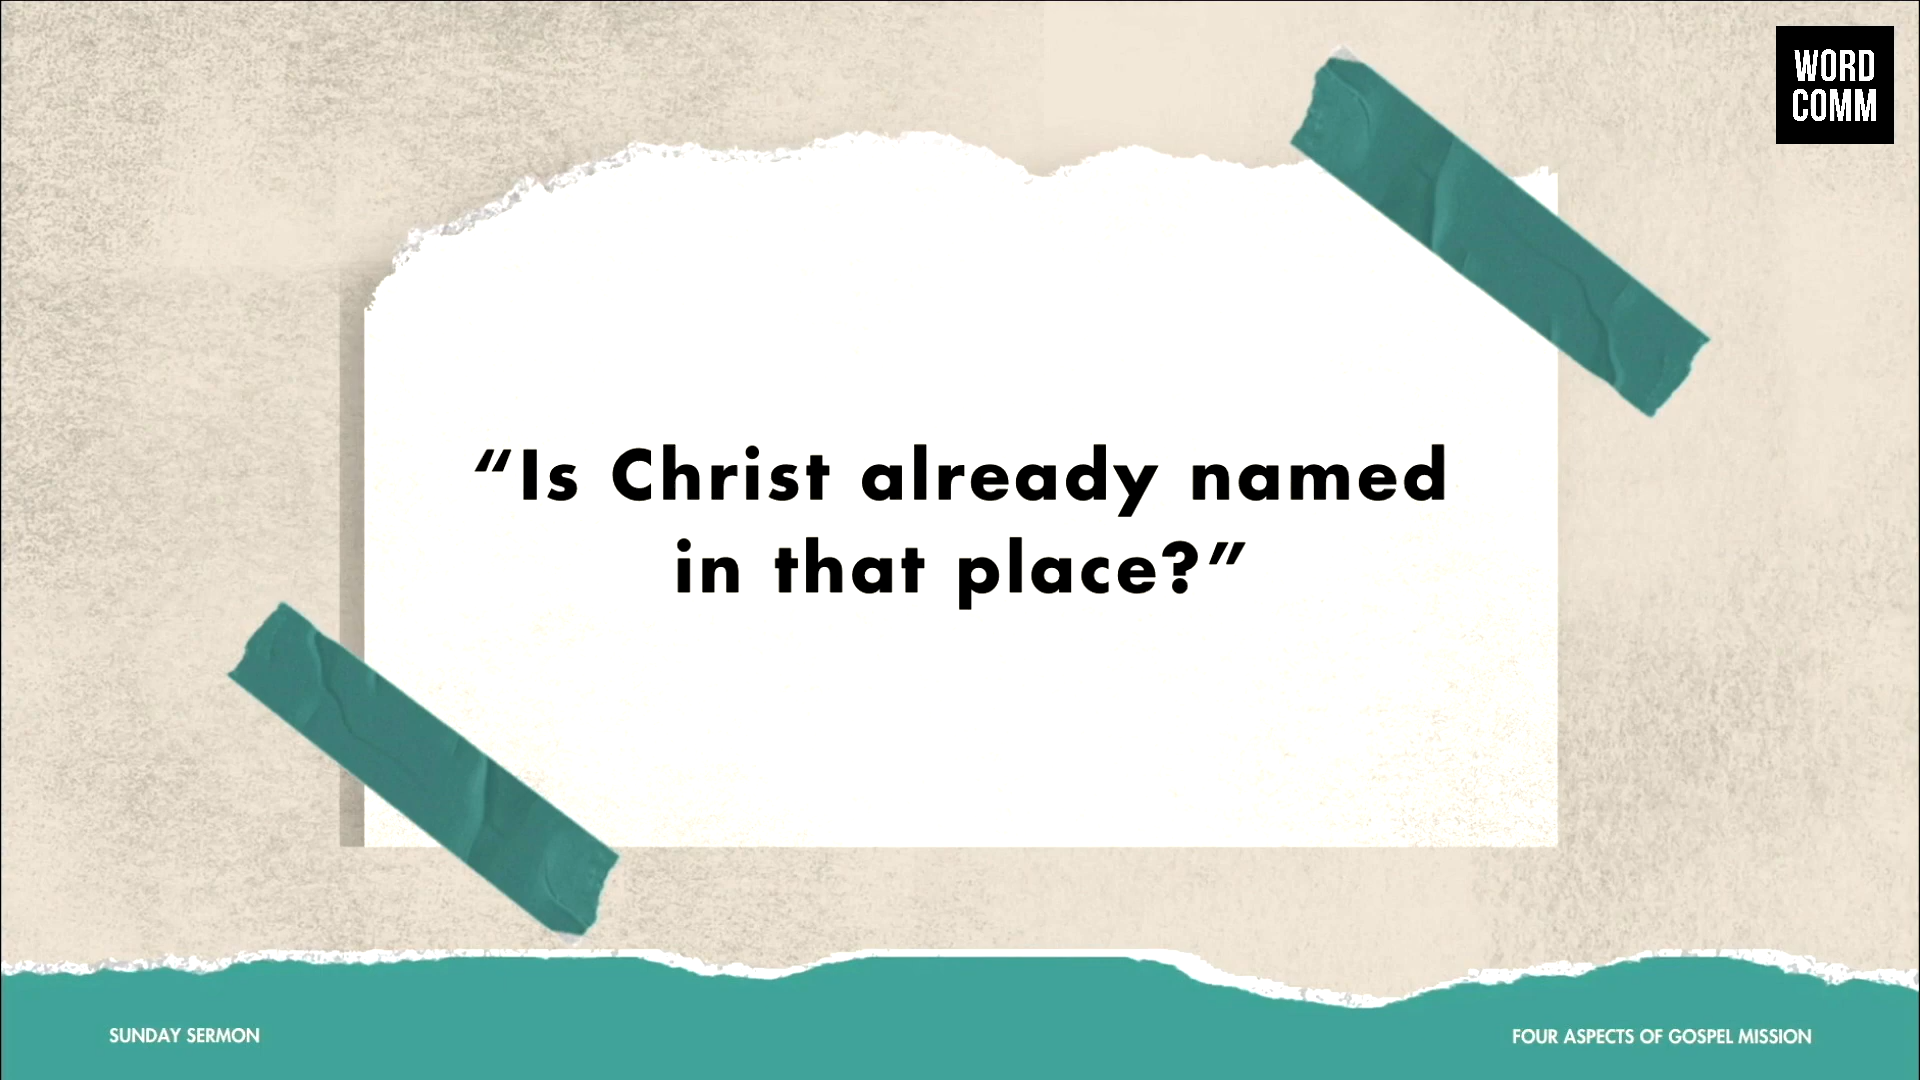 WORD
COMM
“Is Christ already named
in that place?”
SUNDAY SERMON
FOUR ASPECTS OF GOSPEL MISSION